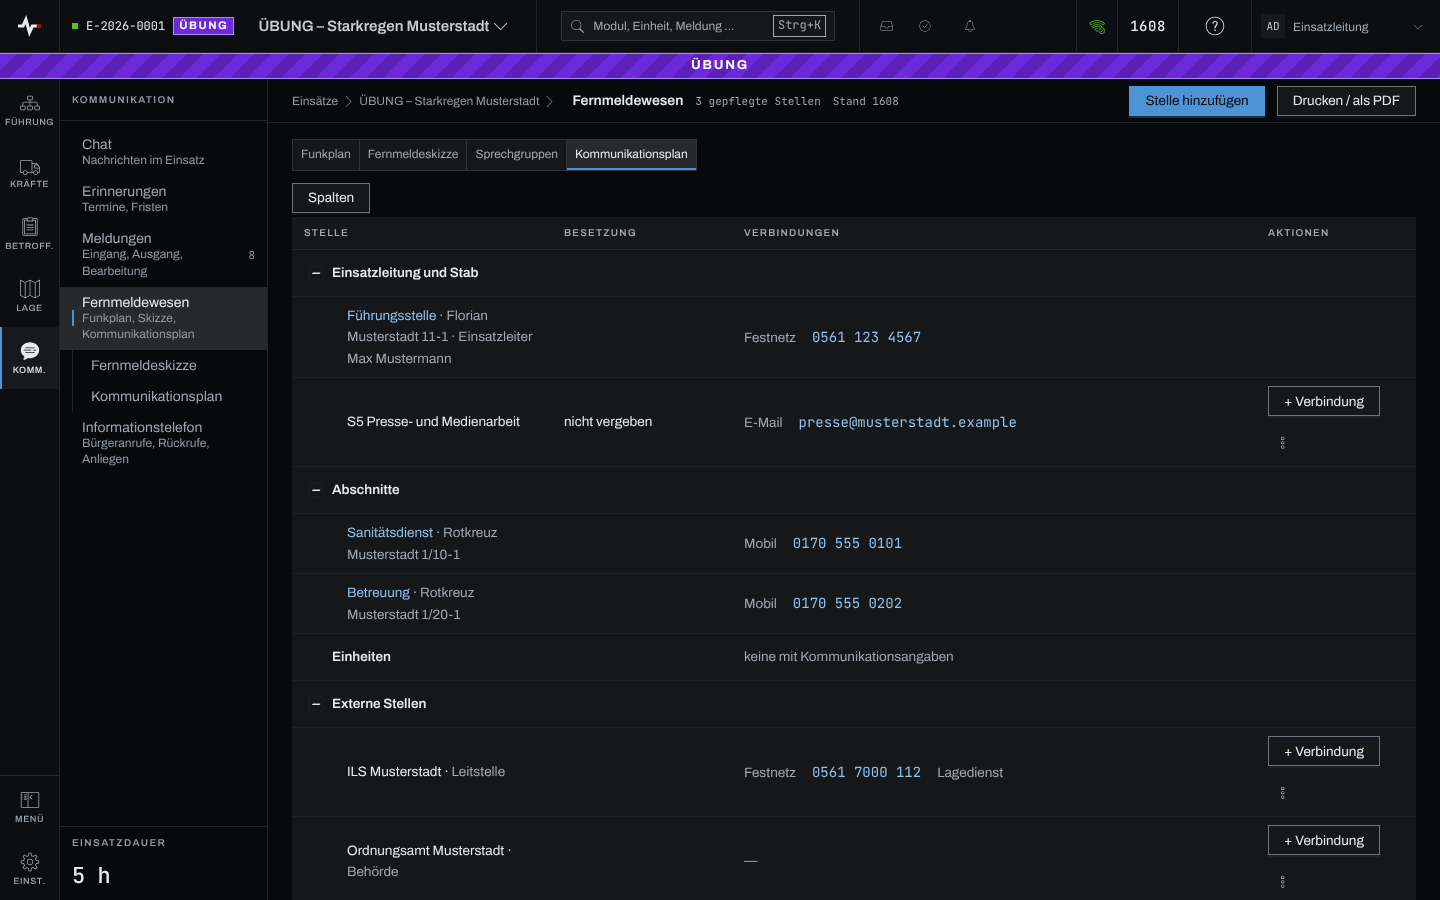 E-2026-0001 ÜBUNG ÜBUNG – Starkregen Musterstadt Modul, Einheit, Meldung ... Strg+K 1608 ? AD Einsatzleitung
ÜBUNG
FÜHRUNG
KRÄFTE
BETROFF.
LAGE
KOMM.
MENÜ
EINST.
KOMMUNIKATION
Chat
Nachrichten im Einsatz
Erinnerungen
Termine, Fristen
Meldungen
Eingang, Ausgang, 8
Bearbeitung
Fernmeldewesen
Funkplan, Skizze,
Kommunikationsplan
Fernmeldeskizze
Kommunikationsplan
Informationstelefon
Bürgeranrufe, Rückrufe,
Anliegen
EINSATZDAUER
5 h
Einsätze ÜBUNG – Starkregen Musterstadt Fernmeldewesen 3 gepflegte Stellen Stand 1608 Stelle hinzufügen Drucken / als PDF
Funkplan Fernmeldeskizze Sprechgruppen Kommunikationsplan
Spalten
STELLE BESETZUNG VERBINDUNGEN AKTIONEN
– Einsatzleitung und Stab
Führungsstelle · Florian
Musterstadt 11-1 · Einsatzleiter
Max Mustermann
Festnetz 0561 123 4567
S5 Presse- und Medienarbeit nicht vergeben E-Mail presse@musterstadt.example + Verbindung
– Abschnitte
Sanitätsdienst · Rotkreuz
Musterstadt 1/10-1
Mobil 0170 555 0101
Betreuung · Rotkreuz
Musterstadt 1/20-1
Mobil 0170 555 0202
Einheiten keine mit Kommunikationsangaben
– Externe Stellen
ILS Musterstadt · Leitstelle Festnetz 0561 7000 112 Lagedienst + Verbindung
Ordnungsamt Musterstadt ·
Behörde
— + Verbindung